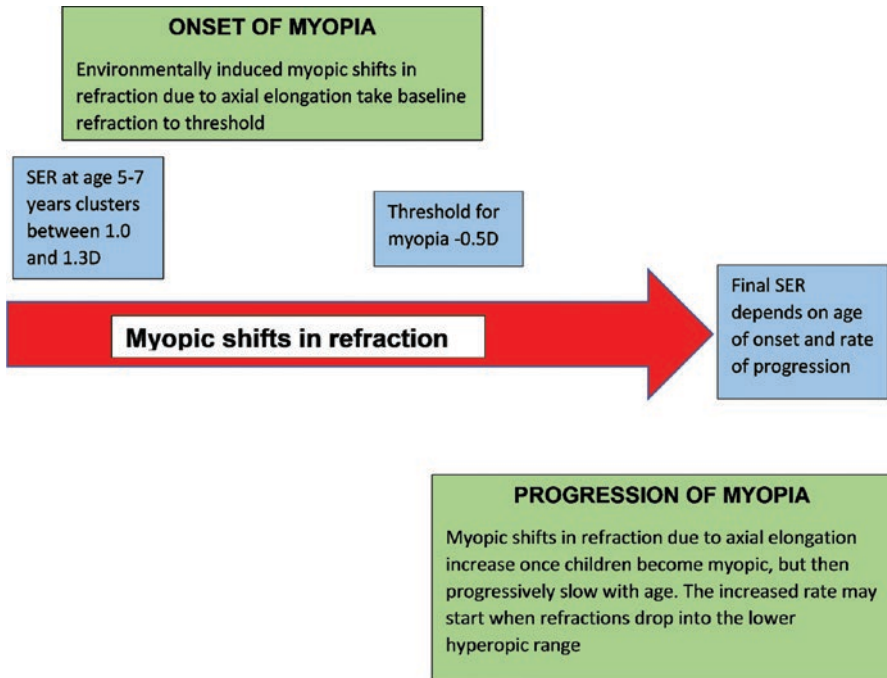 ONSET OF MYOPIA
Environmentally induced myopic shifts in
refraction due to axial elongation take baseline
refraction to threshold
SER at age 5-7
years clusters
between 1.0
and 1.3D
Threshold for
myopia -0.5D
Final SER
depends on age
of onset and rate
of progression
Myopic shifts in refraction
PROGRESSION OF MYOPIA
Myopic shifts in refraction due to axial elongation
increase once children become myopic, but then
progressively slow with age. The increased rate may
start when refractions drop into the lower
hyperopic range